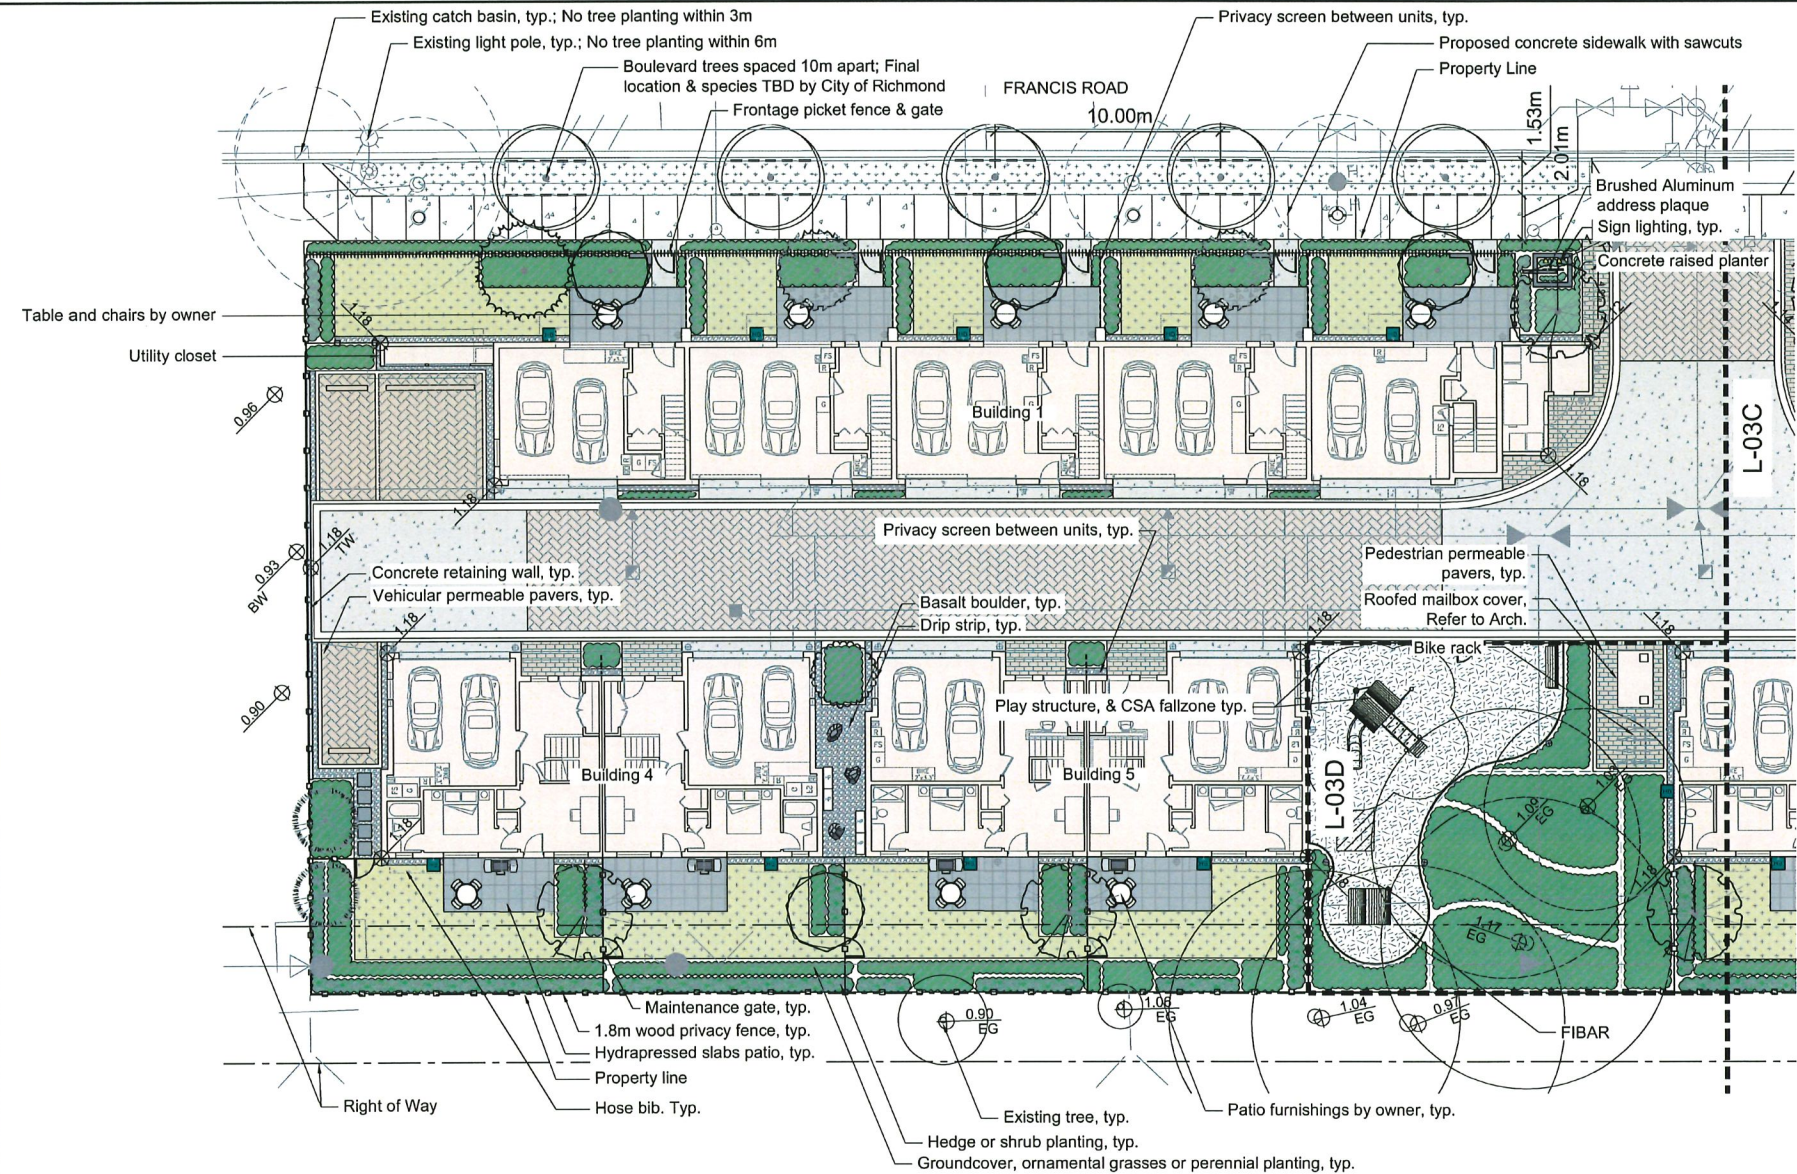 Existing catch basin, typ.; No tree planting within 3m
Existing light pole, typ.; No tree planting within 6m
Boulevard trees spaced 10m apart; Final
location & species TBD by City of Richmond
Frontage picket fence & gate
FRANCIS ROAD
10.00m
Privacy screen between units, typ.
Proposed concrete sidewalk with sawcuts
Property Line
1.53m
2.01m
Brushed Aluminum
address plaque
Sign lighting, typ.
Concrete raised planter
Table and chairs by owner
Utility closet
1.18
0.96
Building 1
L-03C
1.18
1.18
1.18
TW
0.93
BW
Privacy screen between units, typ.
Concrete retaining wall, typ.
Vehicular permeable pavers, typ.
Pedestrian permeable
pavers, typ.
Roofed mailbox cover,
Refer to Arch.
Basalt boulder, typ.
Drip strip, typ.
1.18
1.18
1.18
Bike rack
0.90
Play structure, & CSA fallzone typ.
Building 4
Building 5
L-03D
1.09
EG
EG
1.18
1.18
1.17
EG
Maintenance gate, typ.
1.8m wood privacy fence, typ.
Hydrapressed slabs patio, typ.
Property line
Hose bib. Typ.
Right of Way
0.90
EG
1.06
EG
1.04
EG
0.97
EG
FIBAR
Existing tree, typ.
Patio furnishings by owner, typ.
Hedge or shrub planting, typ.
Groundcover, ornamental grasses or perennial planting, typ.